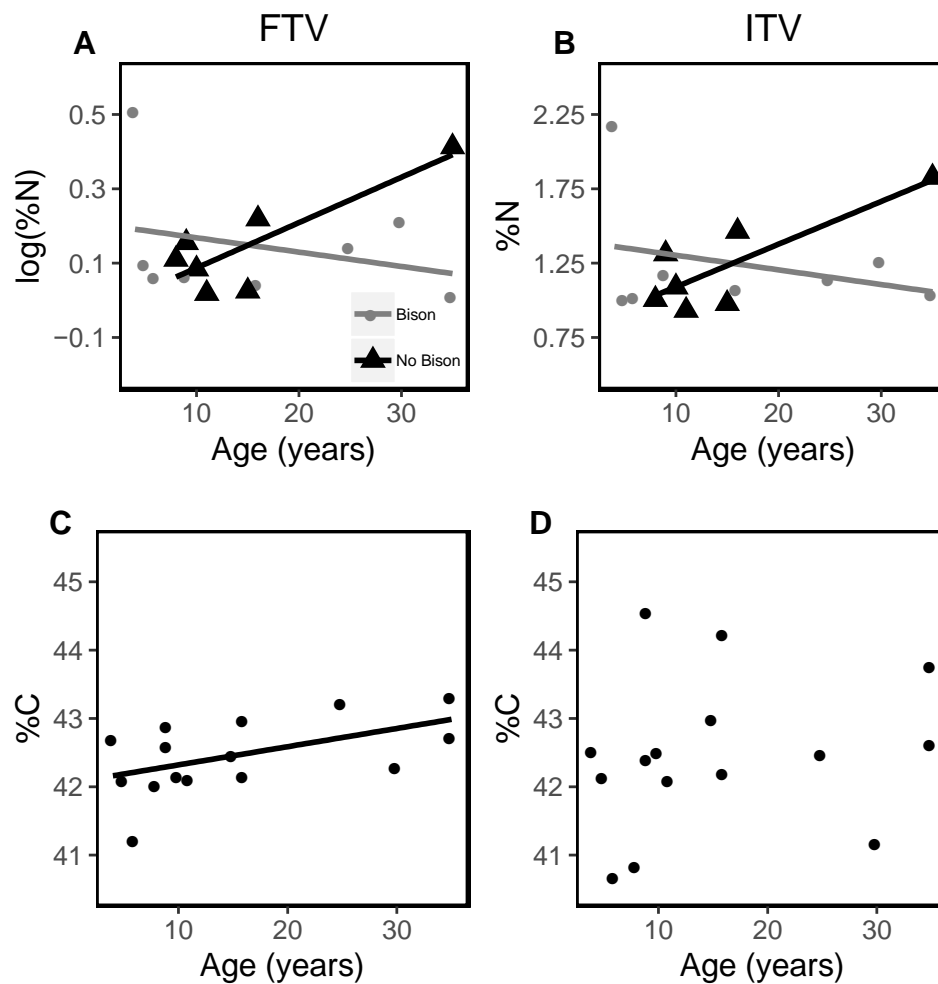 FTV
ITV
A
B
log(%N)
0.5
0.3
0.1
−0.1
Bison
No Bison
10
20
30
Age (years)
%N
2.25
1.75
1.25
0.75
10
20
30
Age (years)
C
D
%C
45
44
43
42
41
10
20
30
Age (years)
%C
45
44
43
42
41
10
20
30
Age (years)